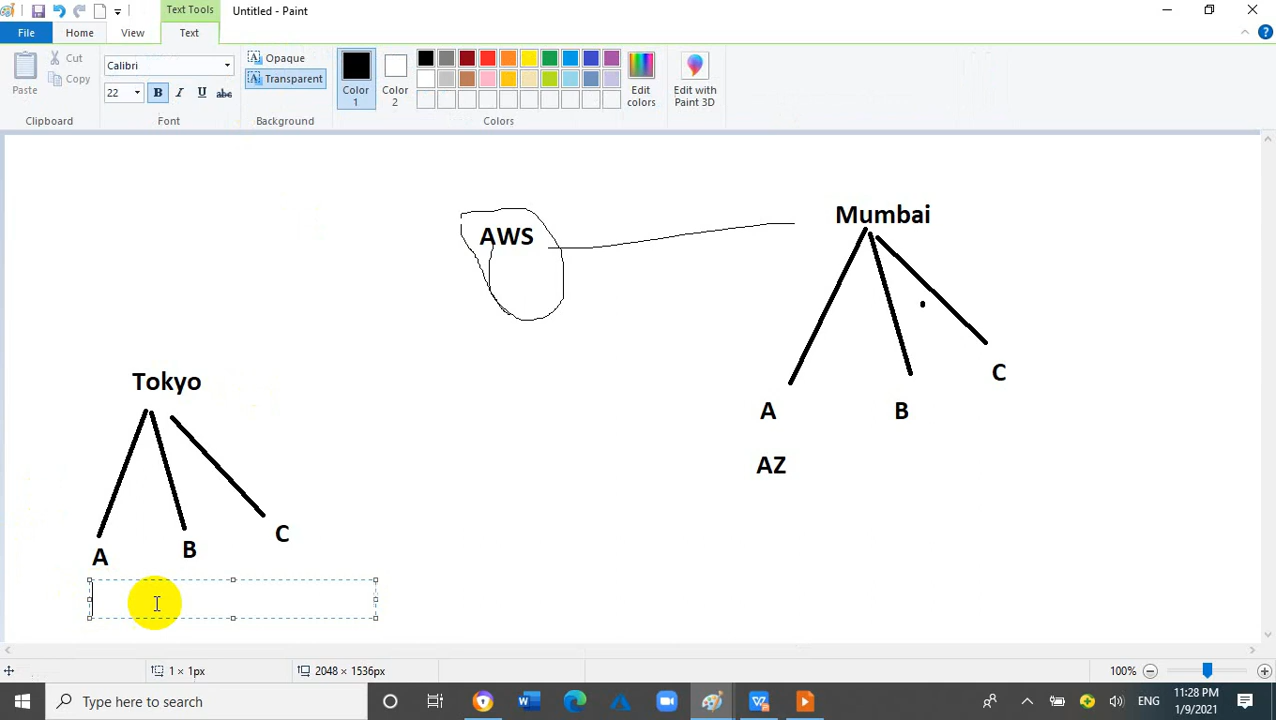 Text Tools
Untitled - Paint
File
Home
View
Text
Paste
Cut
Copy
Clipboard
Calibri
22
B I U abc
Font
Opaque
Transparent
Background
Color 1
Color 2
Edit colors
Edit with Paint 3D
Colors
AWS
Mumbai
A
B
C
AZ
Tokyo
A
B
C
1 × 1px
2048 × 1536px
100%
Type here to search
ENG
11:28 PM
1/9/2021